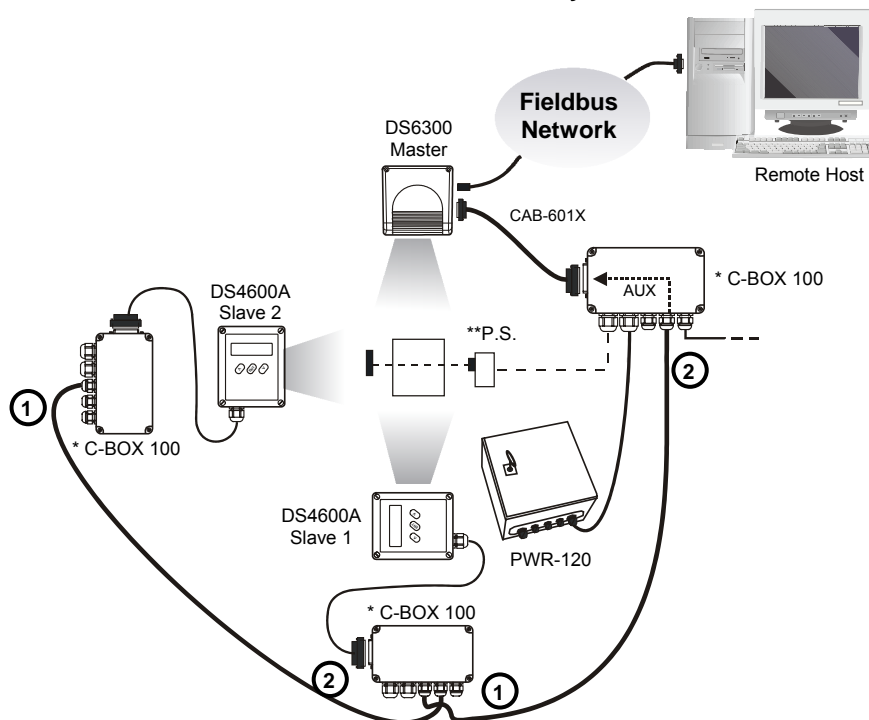 Fieldbus
Network
DS6300
Master
Remote Host
CAB-601X
* C-BOX 100
AUX
DS4600A
Slave 2
**P.S.
2
1
* C-BOX 100
DS4600A
Slave 1
PWR-120
* C-BOX 100
2
1